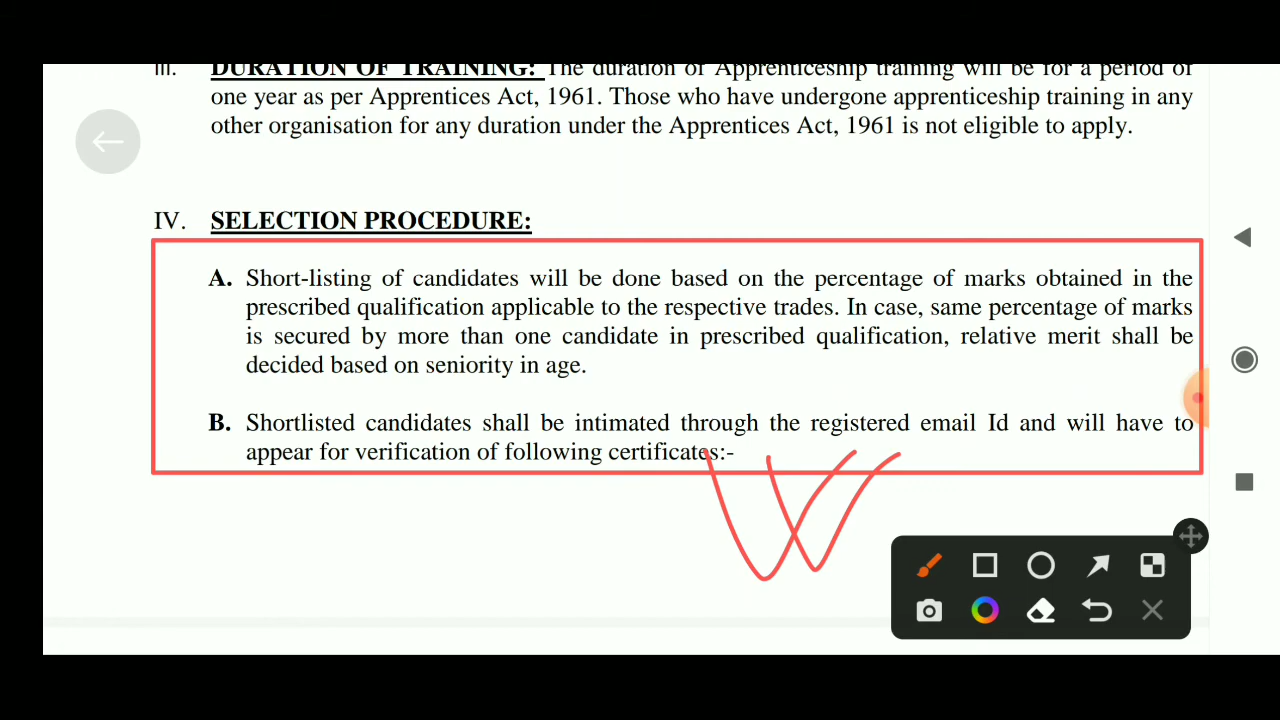 III. DURATION OF TRAINING: The duration of Apprenticeship training will be for a period of
one year as per Apprentices Act, 1961. Those who have undergone apprenticeship training in any
other organisation for any duration under the Apprentices Act, 1961 is not eligible to apply.
IV. SELECTION PROCEDURE:
A. Short-listing of candidates will be done based on the percentage of marks obtained in the
prescribed qualification applicable to the respective trades. In case, same percentage of marks
is secured by more than one candidate in prescribed qualification, relative merit shall be
decided based on seniority in age.
B. Shortlisted candidates shall be intimated through the registered email Id and will have to
appear for verification of following certificates:-